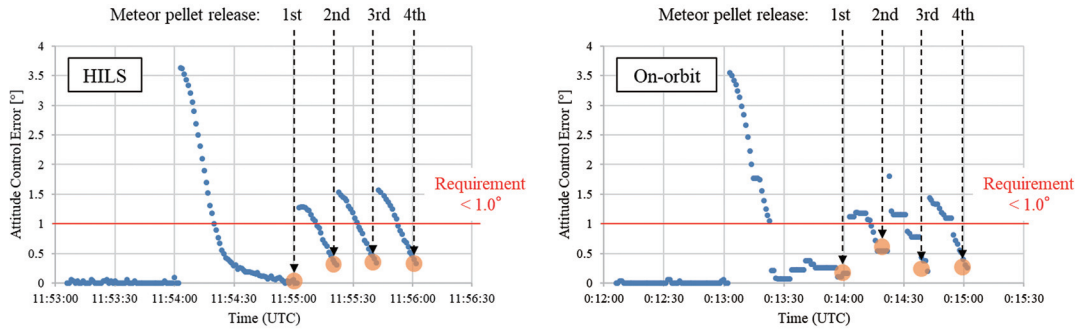 Meteor pellet release: 1st 2nd 3rd 4th
HILS
Attitude Control Error [°]
4
3.5
3
2.5
2
1.5
1
0.5
0
Requirement
< 1.0°
11:53:00 11:53:30 11:54:00 11:54:30 11:55:00 11:55:30 11:56:00 11:56:30
Time (UTC)
Meteor pellet release: 1st 2nd 3rd 4th
On-orbit
Attitude Control Error [°]
4
3.5
3
2.5
2
1.5
1
0.5
0
Requirement
< 1.0°
0:12:00 0:12:30 0:13:00 0:13:30 0:14:00 0:14:30 0:15:00 0:15:30
Time (UTC)